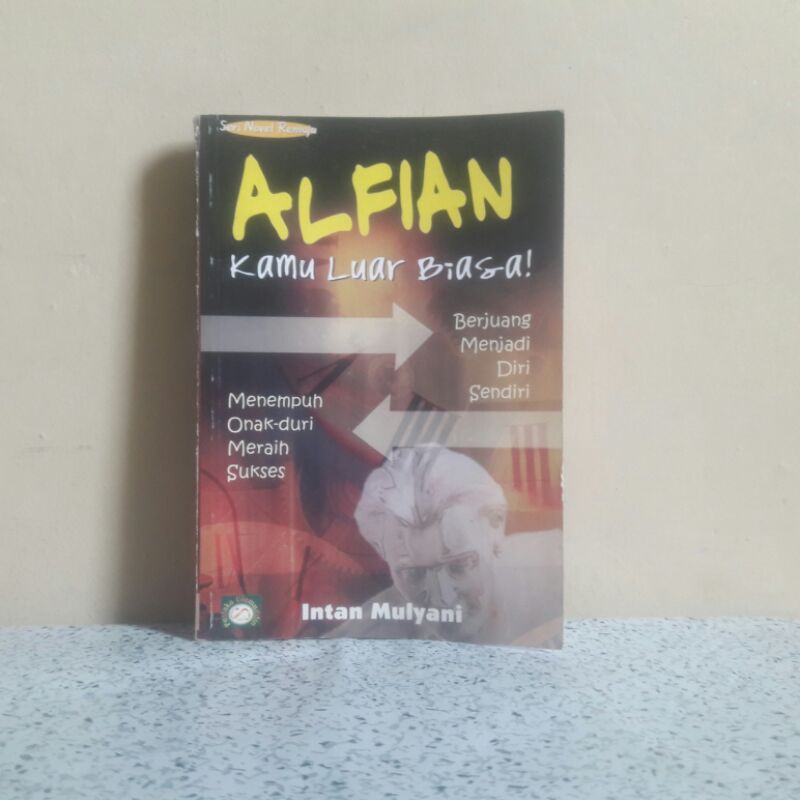 Seri Novel Remaja
ALFIAN
Kamu Luar Biasa!
Berjuang
Menjadi
Diri
Sendiri
Menempuh
Onak-duri
Meraih
Sukses
Intan Mulyani